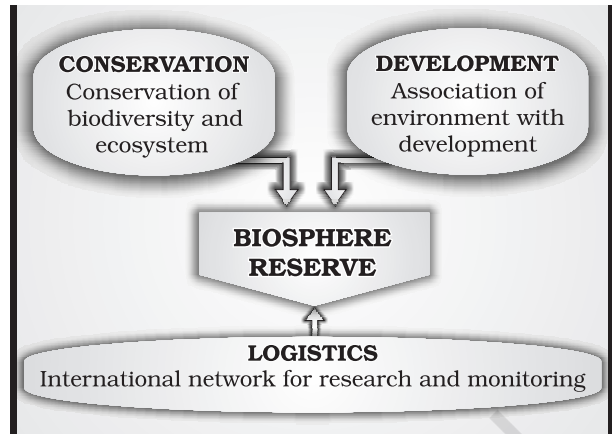 CONSERVATION
Conservation of
biodiversity and
ecosystem
DEVELOPMENT
Association of
environment with
development
BIOSPHERE
RESERVE
LOGISTICS
International network for research and monitoring